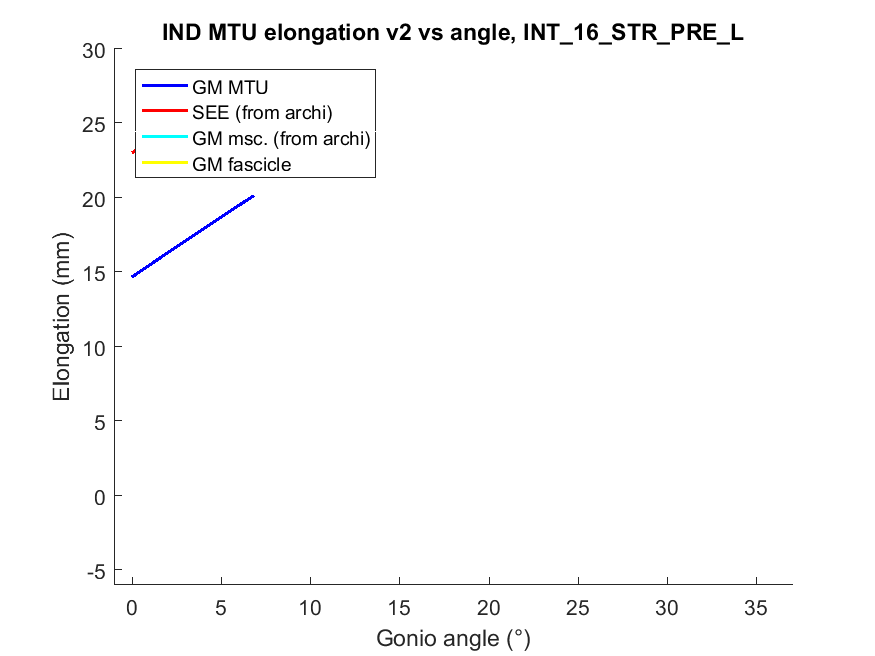 IND MTU elongation v2 vs angle, INT_16_STR_PRE_L
30
25
20
15
10
5
0
-5
Elongation (mm)
GM MTU
SEE (from archi)
GM msc. (from archi)
GM fascicle
0 5 10 15 20 25 30 35
Gonio angle (°)